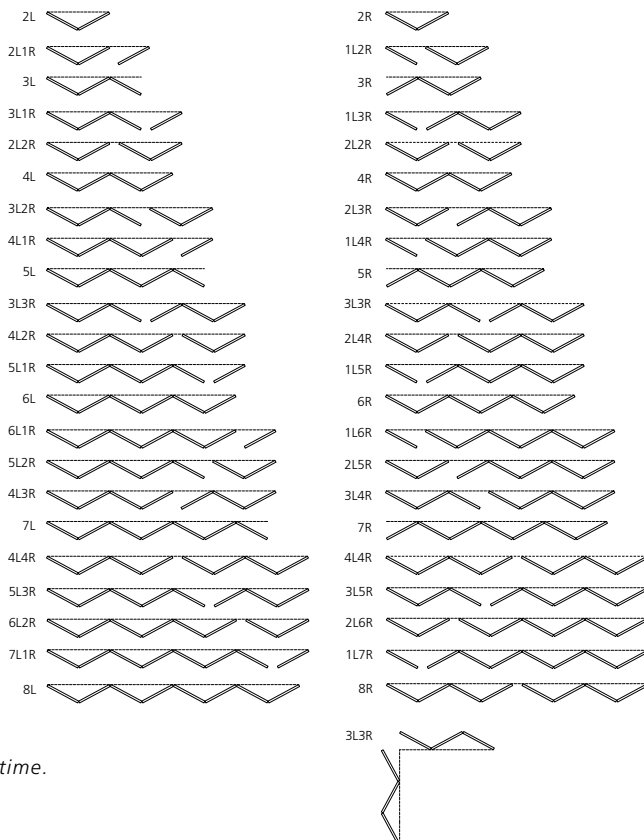 2L 2R
2L1R 1L2R
3L 3R
3L1R 1L3R
2L2R 2L2R
4L 4R
3L2R 2L3R
4L1R 1L4R
5L 5R
3L3R 3L3R
4L2R 2L4R
5L1R 1L5R
6L 6R
6L1R 1L6R
5L2R 2L5R
4L3R 3L4R
7L 7R
4L4R 4L4R
5L3R 3L5R
6L2R 2L6R
7L1R 1L7R
8L 8R
3L3R
time.